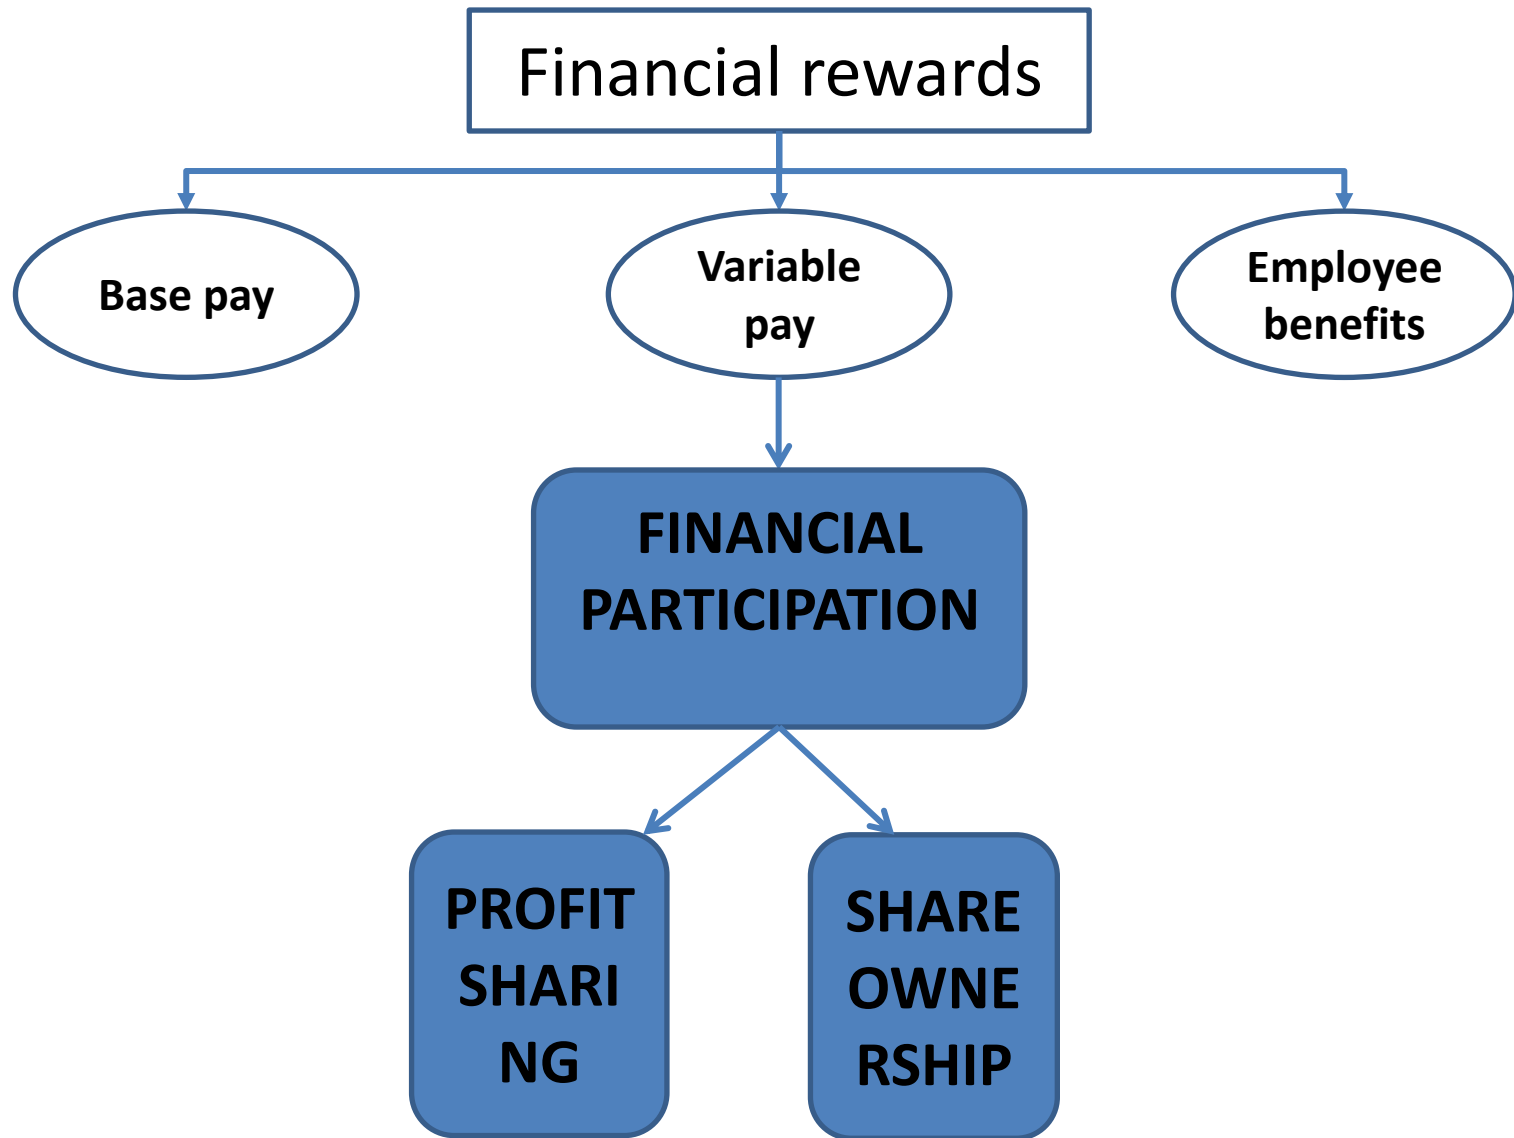 Financial rewards
Base pay
Variable
pay
Employee
benefits
FINANCIAL
PARTICIPATION
PROFIT
SHARI
NG
SHARE
OWNE
RSHIP